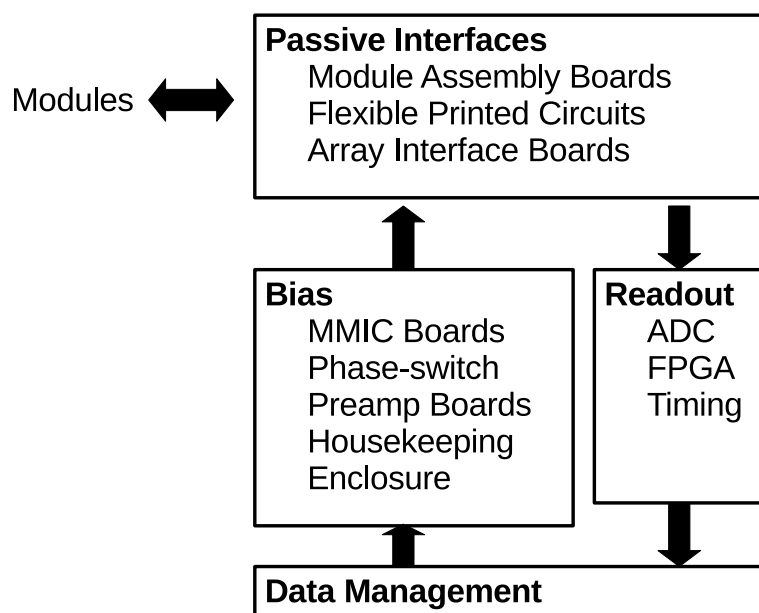 Passive Interfaces
Module Assembly Boards
Modules
Flexible Printed Circuits
Array Interface Boards
Bias
MMIC Boards
Phase-switch
Preamp Boards
Housekeeping
Enclosure
Readout
ADC
FPGA
Timing
Data Management